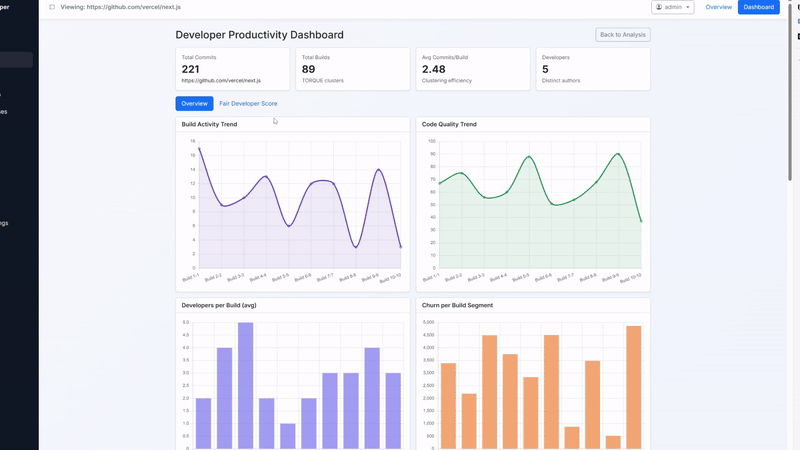 per
Viewing: https://github.com/vercel/next.js
admin
Overview
Dashboard
Developer Productivity Dashboard
Back to Analysis
Total Commits
221
https://github.com/vercel/next.js
Total Builds
89
TORQUE clusters
Avg Commits/Build
2.48
Clustering efficiency
Developers
5
Distinct authors
Overview
Fair Developer Score
Build Activity Trend
18
16
14
12
10
8
6
4
2
0
Build 1-1
Build 2-2
Build 3-3
Build 4-4
Build 5-5
Build 6-6
Build 7-7
Build 8-8
Build 9-9
Build 10-10
Code Quality Trend
100
90
80
70
60
50
40
30
20
10
0
Build 1-1
Build 2-2
Build 3-3
Build 4-4
Build 5-5
Build 6-6
Build 7-7
Build 8-8
Build 9-9
Build 10-10
Developers per Build (avg)
5.0
4.5
4.0
3.5
3.0
2.5
2.0
1.5
1.0
0.5
0
Churn per Build Segment
5,000
4,500
4,000
3,500
3,000
2,500
2,000
1,500
1,000
500
0
ses
ngs